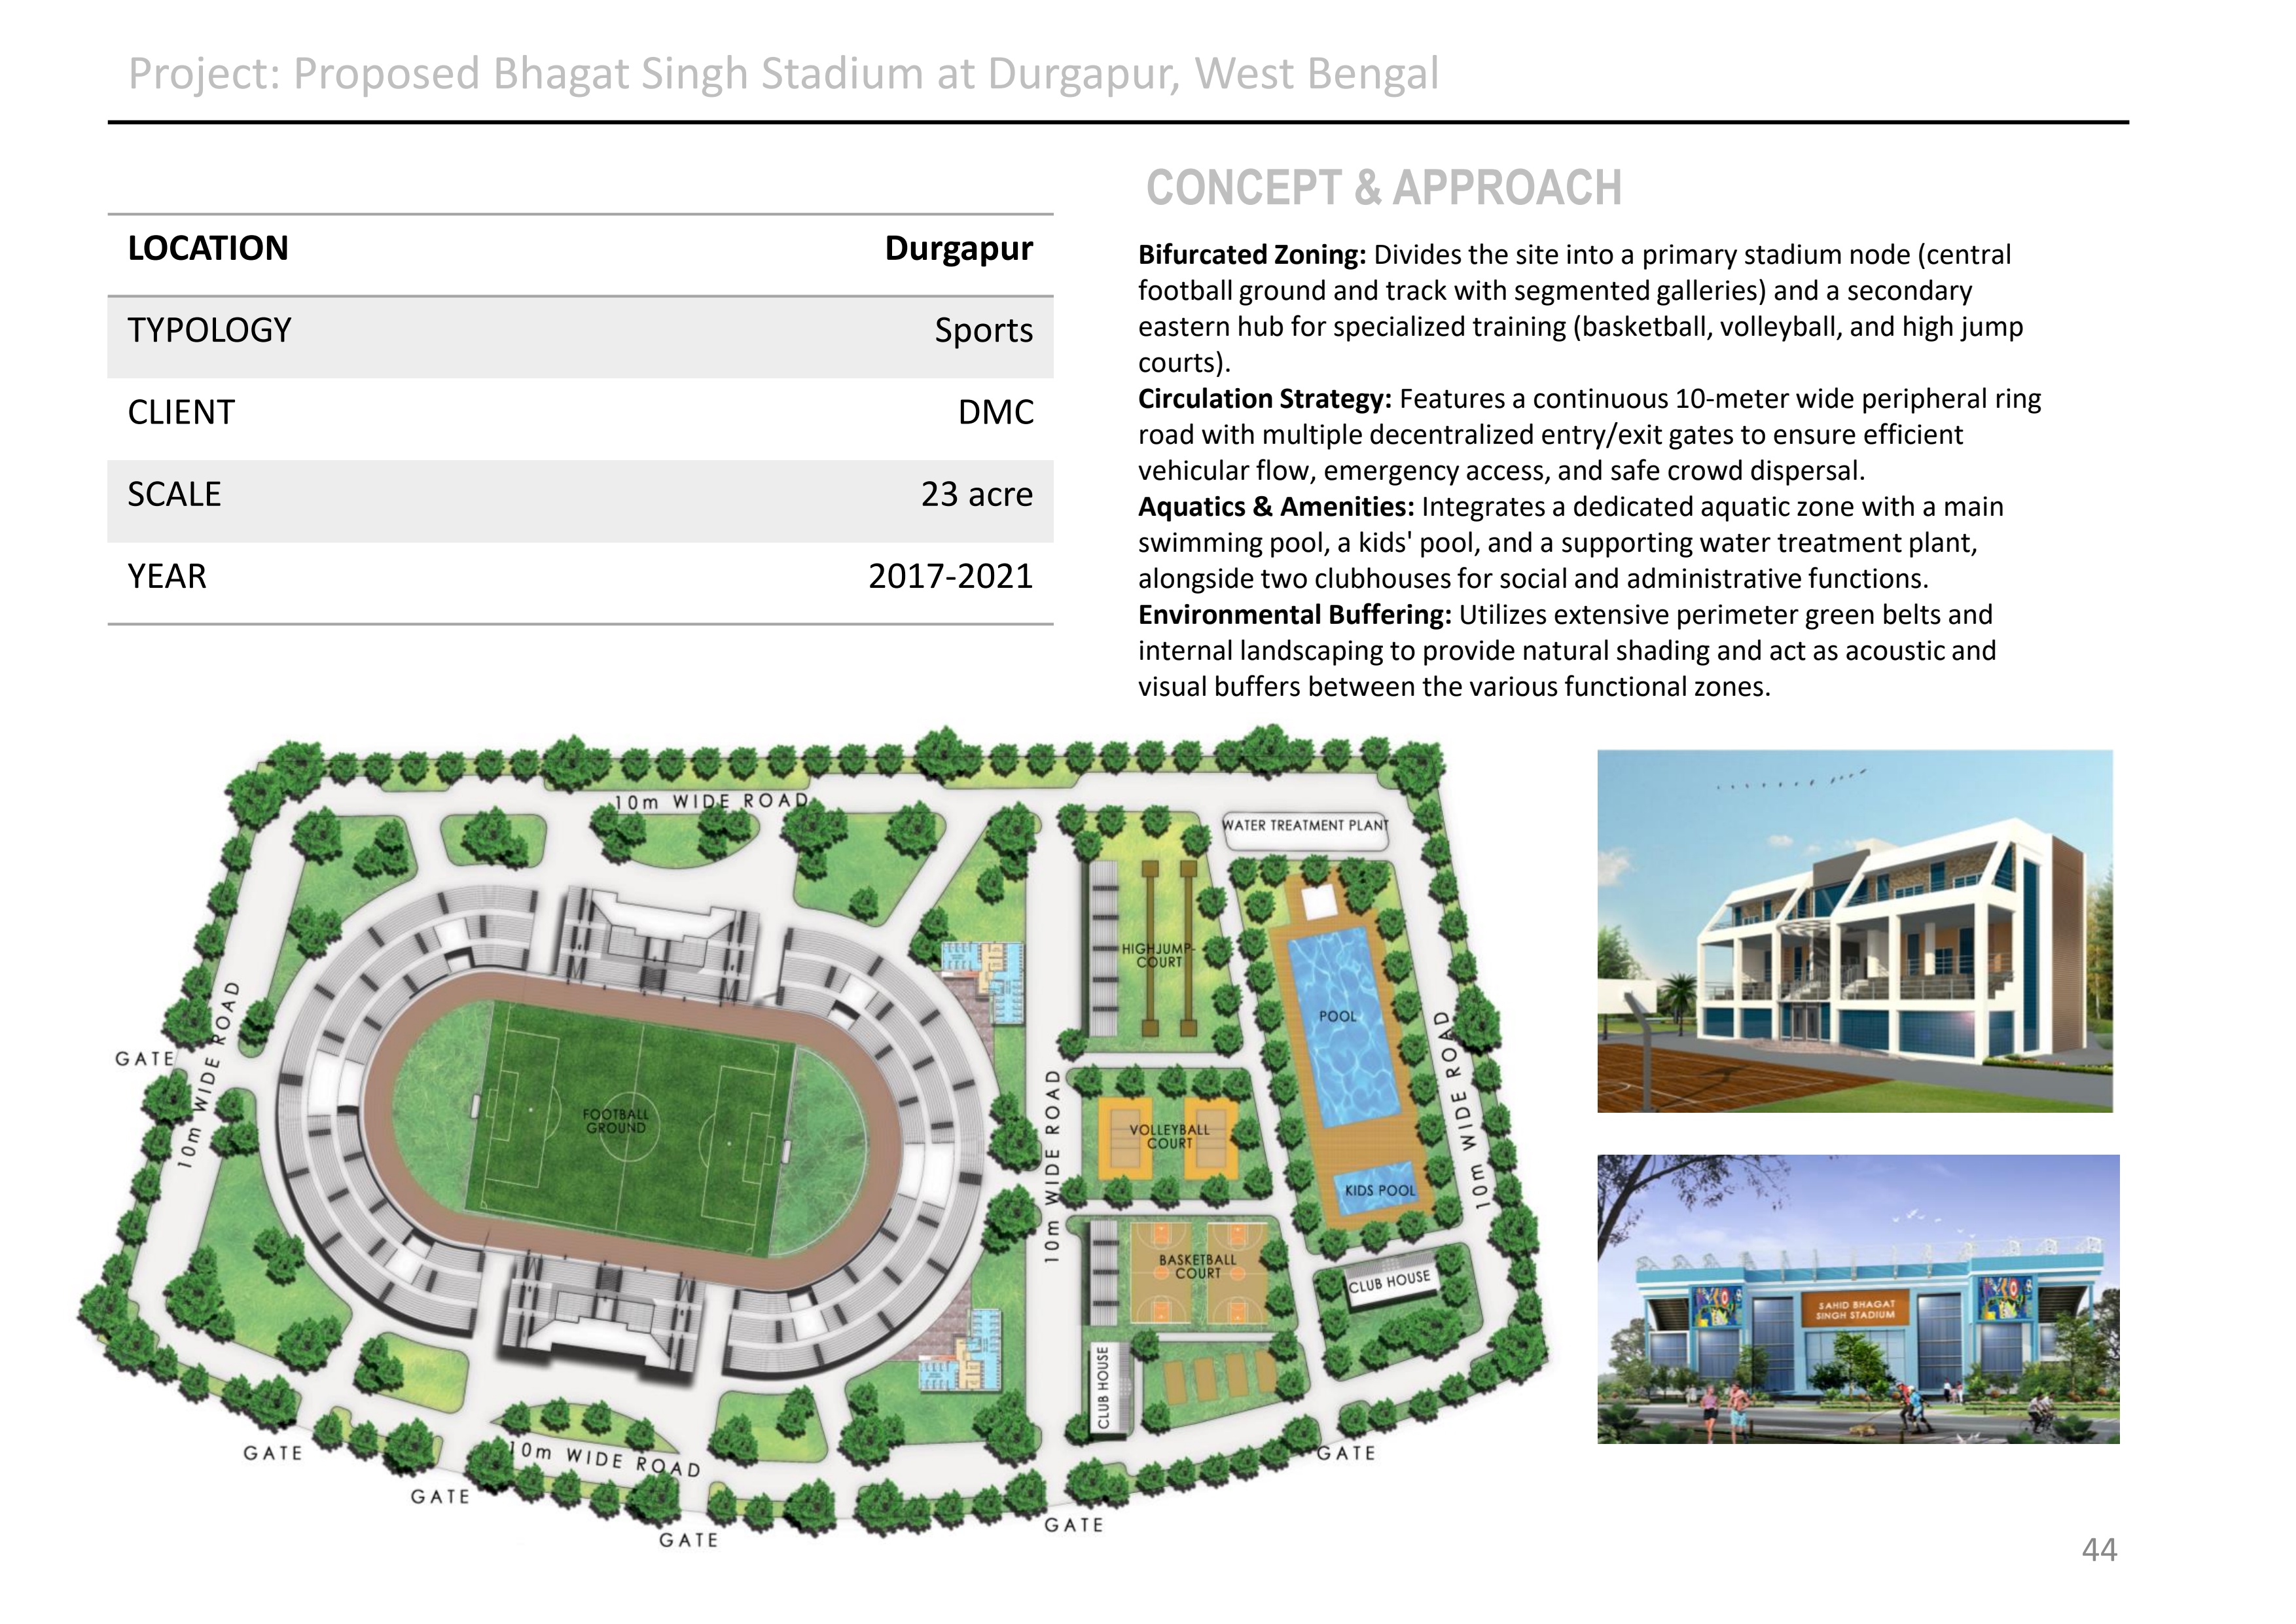 Project: Proposed Bhagat Singh Stadium at Durgapur, West Bengal
LOCATION Durgapur
TYPOLOGY Sports
CLIENT DMC
SCALE 23 acre
YEAR 2017-2021
CONCEPT & APPROACH
Bifurcated Zoning: Divides the site into a primary stadium node (central
football ground and track with segmented galleries) and a secondary
eastern hub for specialized training (basketball, volleyball, and high jump
courts).
Circulation Strategy: Features a continuous 10-meter wide peripheral ring
road with multiple decentralized entry/exit gates to ensure efficient
vehicular flow, emergency access, and safe crowd dispersal.
Aquatics & Amenities: Integrates a dedicated aquatic zone with a main
swimming pool, a kids' pool, and a supporting water treatment plant,
alongside two clubhouses for social and administrative functions.
Environmental Buffering: Utilizes extensive perimeter green belts and
internal landscaping to provide natural shading and act as acoustic and
visual buffers between the various functional zones.
10m WIDE ROAD
WATER TREATMENT PLANT
HIGHJUMP-
COURT
POOL
10m WIDE ROAD
GATE
10m WIDE ROAD
FOOTBALL
GROUND
10m WIDE ROAD
VOLLEYBALL
COURT
KIDS POOL
BASKETBALL
COURT
CLUB HOUSE
CLUB HOUSE
10m WIDE ROAD
GATE
GATE
GATE
GATE
GATE
SAHID BHAGAT
SINGH STADIUM
44